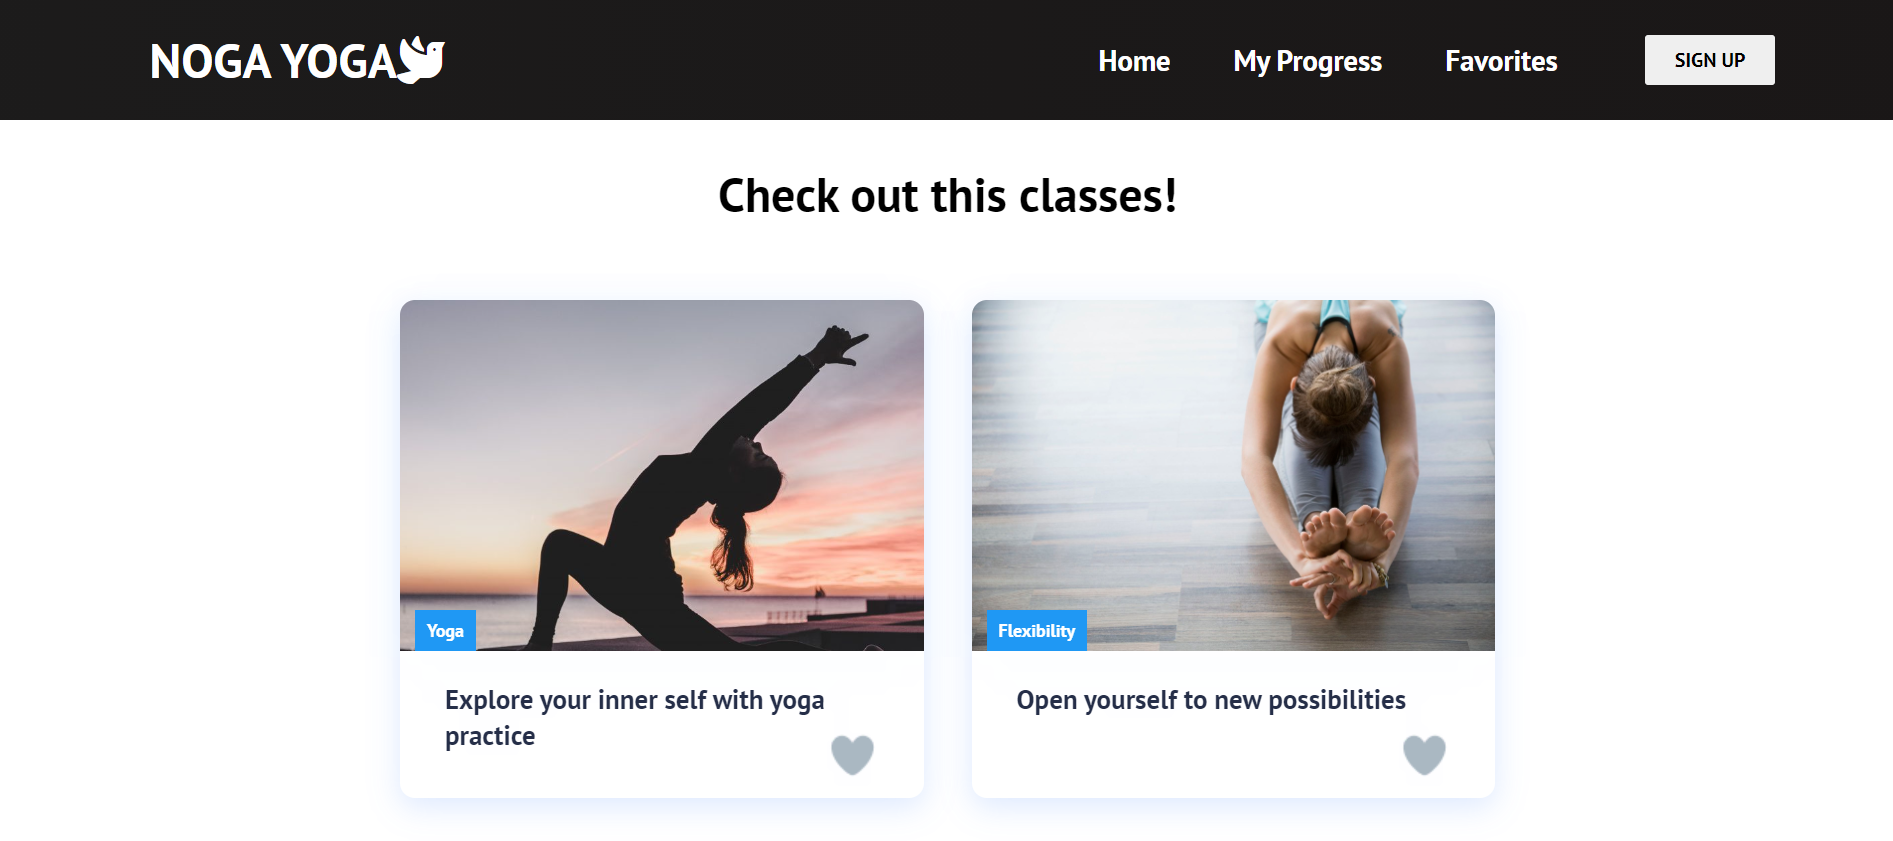 NOGA YOGA
Home
My Progress
Favorites
SIGN UP
Check out this classes!
Yoga
Flexibility
Explore your inner self with yoga
practice
Open yourself to new possibilities